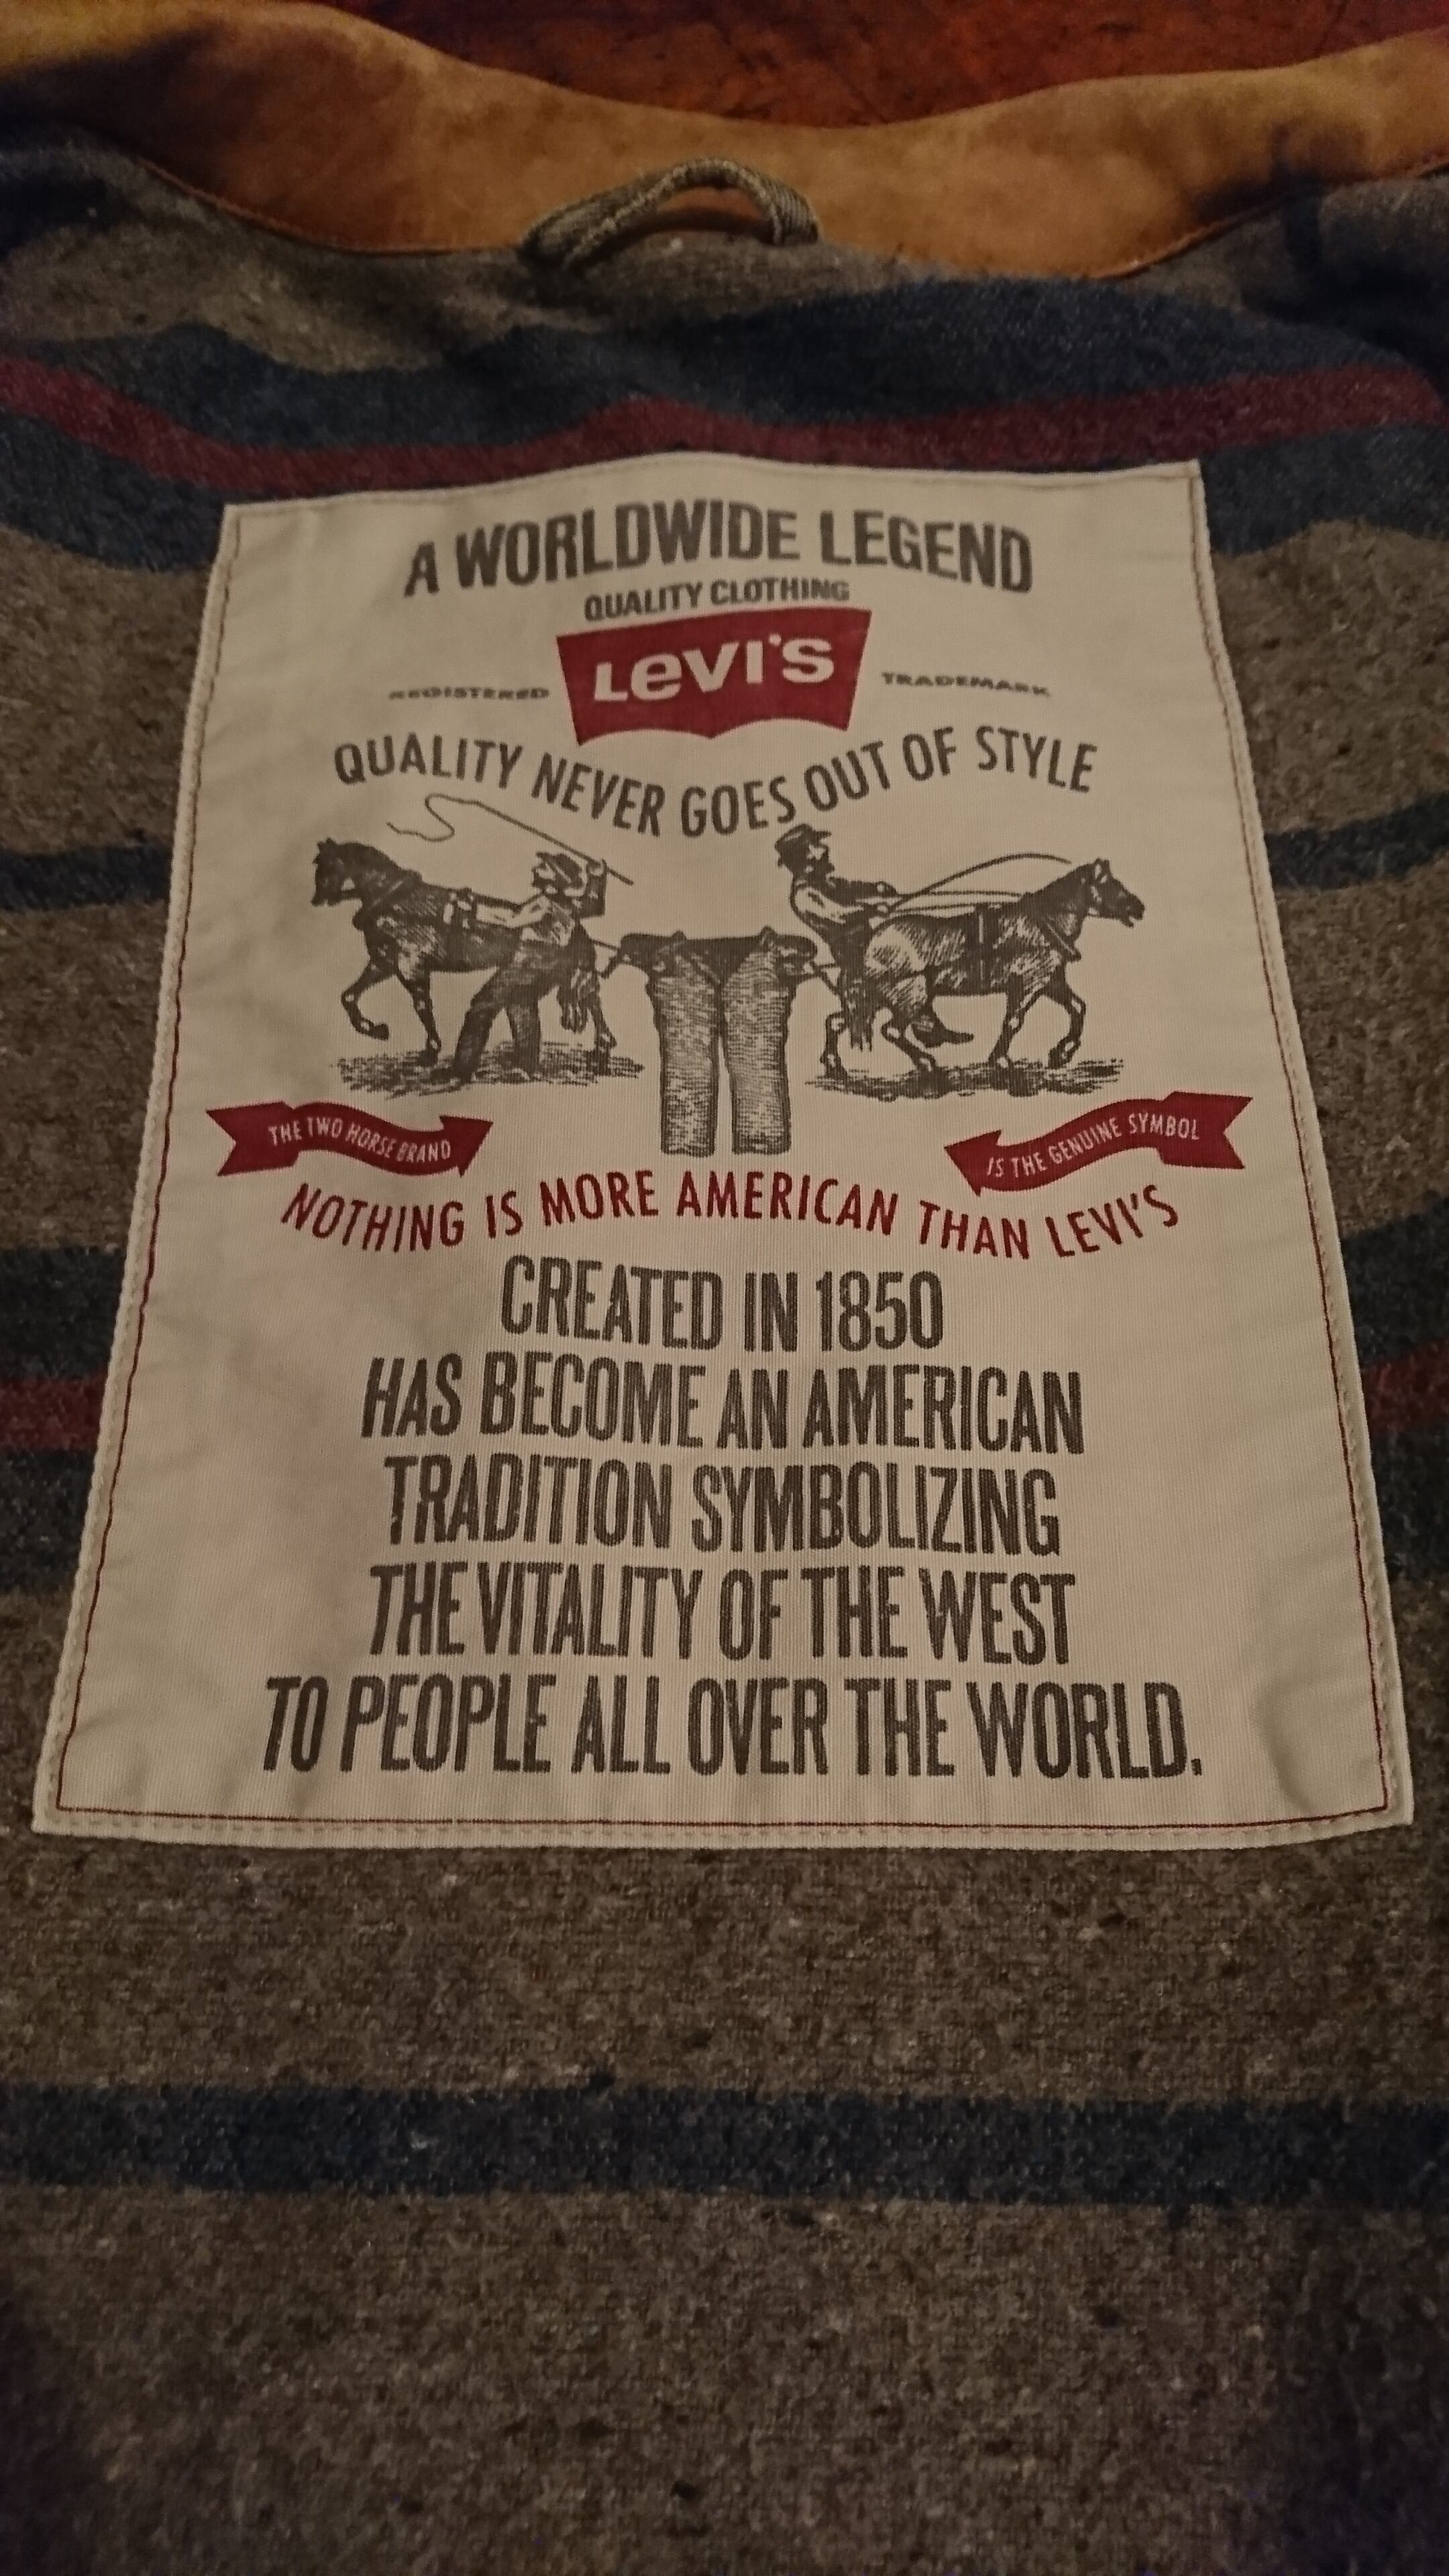 A WORLDWIDE LEGEND
QUALITY CLOTHING
LEVI'S
REGISTERED TRADEMARK
QUALITY NEVER GOES OUT OF STYLE
THE TWO HORSE BRAND
IS THE GENUINE SYMBOL
NOTHING IS MORE AMERICAN THAN LEVI'S
CREATED IN 1850
HAS BECOME AN AMERICAN
TRADITION SYMBOLIZING
THE VITALITY OF THE WEST
TO PEOPLE ALL OVER THE WORLD.